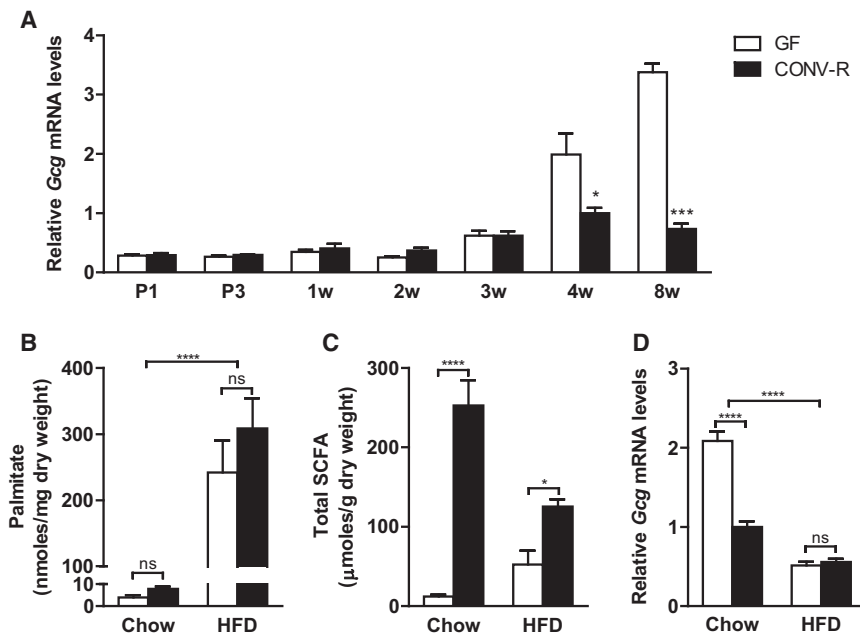 A
Relative Gcg mRNA levels
4
3
2
1
0
P1 P3 1w 2w 3w 4w 8w
* ***
GF
CONV-R
B
Palmitate
(nmoles/mg dry weight)
400
300
200
100
10
0
****
ns
ns
Chow HFD
C
Total SCFA
(μmoles/g dry weight)
300
200
100
0
****
*
Chow HFD
D
Relative Gcg mRNA levels
3
2
1
0
****
****
ns
Chow HFD